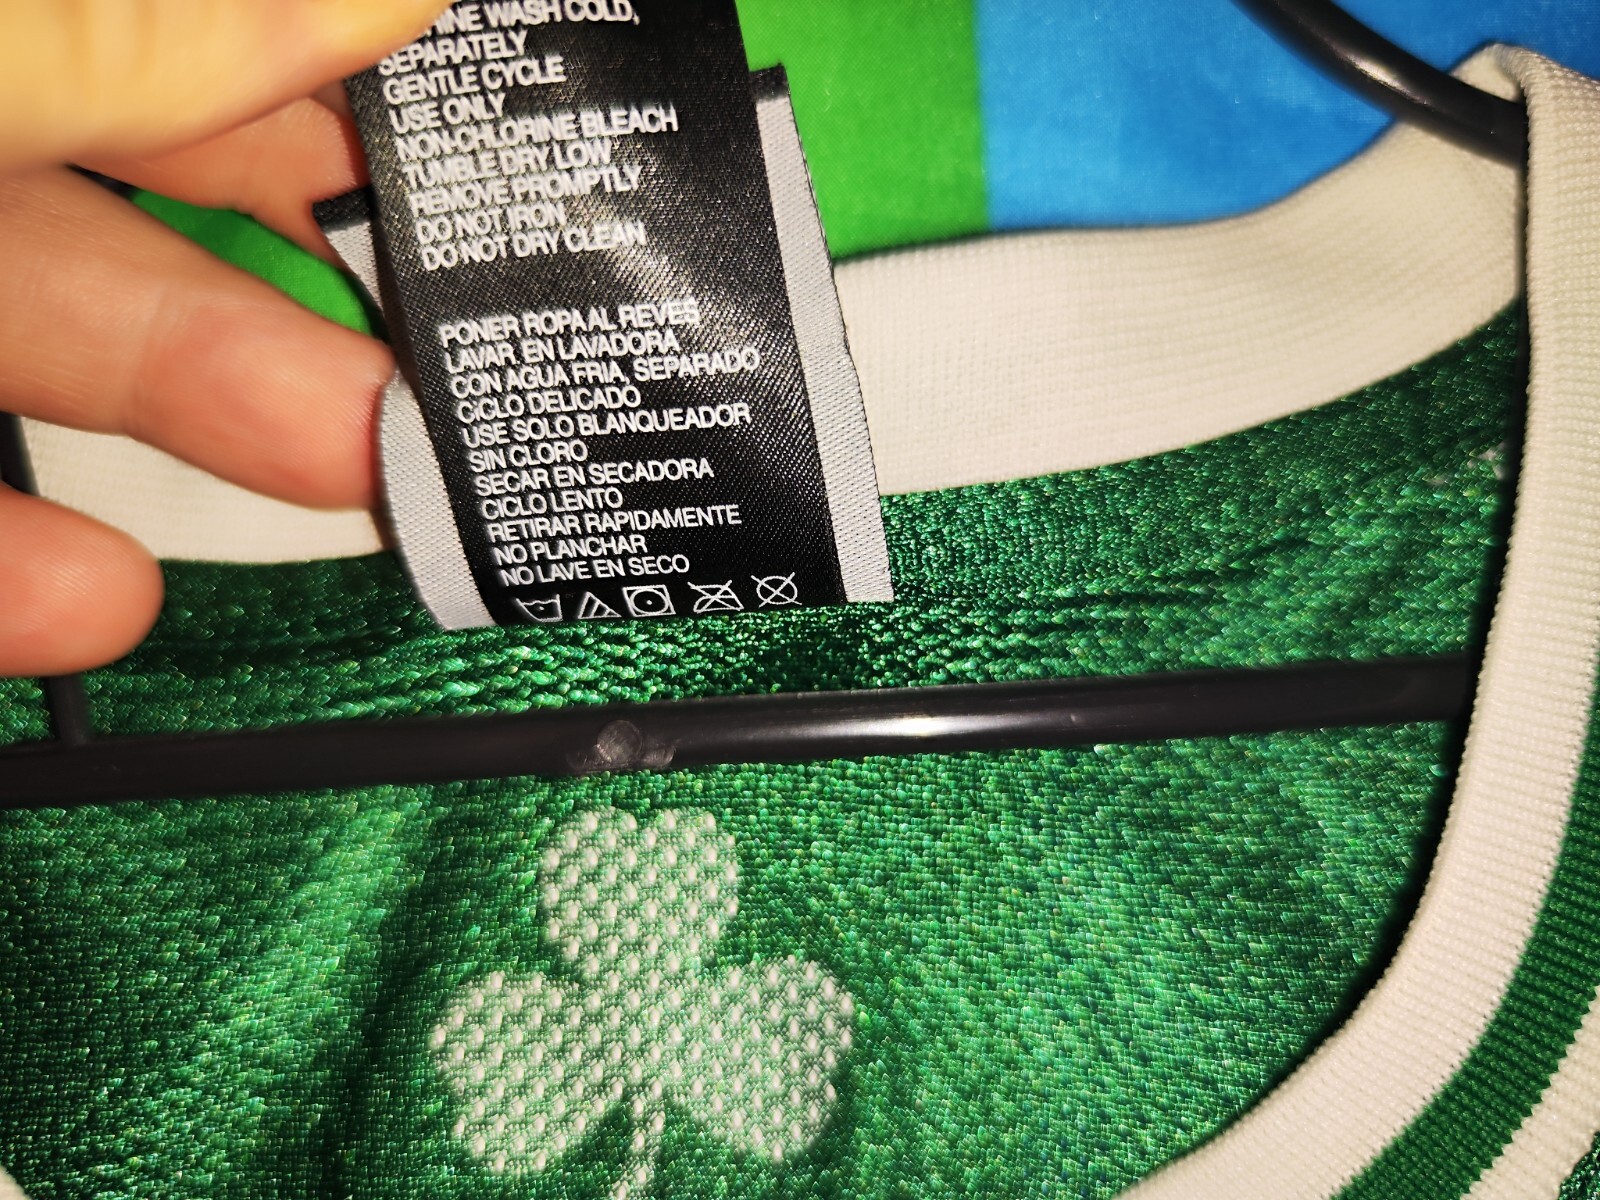 MACHINE WASH COLD,
SEPARATELY
GENTLE CYCLE
USE ONLY
NON-CHLORINE BLEACH
TUMBLE DRY LOW
REMOVE PROMPTLY
DO NOT IRON
DO NOT DRY CLEAN
PONER ROPA AL REVES
LAVAR EN LAVADORA
CON AGUA FRIA, SEPARADO
CICLO DELICADO
USE SOLO BLANQUEADOR
SIN CLORO
SECAR EN SECADORA
CICLO LENTO
RETIRAR RAPIDAMENTE
NO PLANCHAR
NO LAVE EN SECO